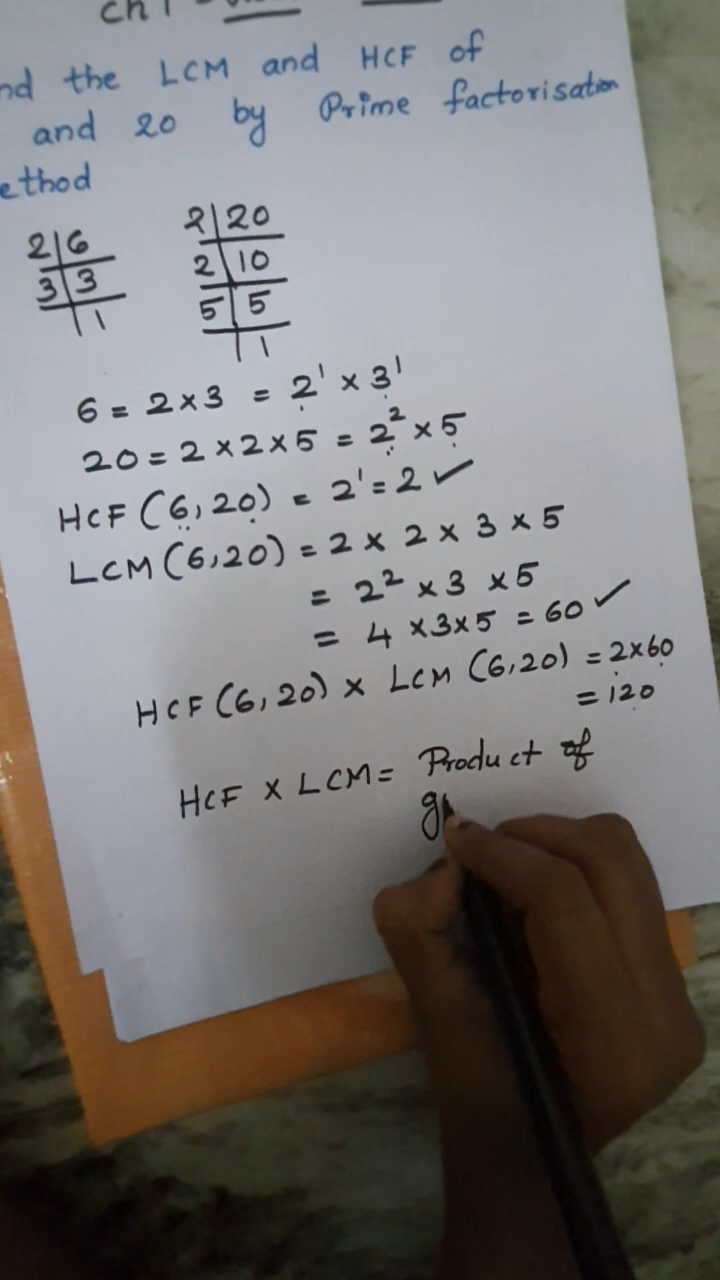 ch 1
nd the LCM and HCF of
and 20 by Prime factorisation
ethod
2|6
3|3
|1
2|20
2|10
5|5
|1
6 = 2×3 = 2¹ × 3¹
20 = 2×2×5 = 2² × 5
HCF (6,20) = 2¹ = 2 ✓
LCM (6,20) = 2 × 2 × 3 × 5
= 2² × 3 × 5
= 4 ×3×5 = 60 ✓
HCF (6,20) × LCM (6,20) = 2×60
= 120
HCF × LCM = Product of